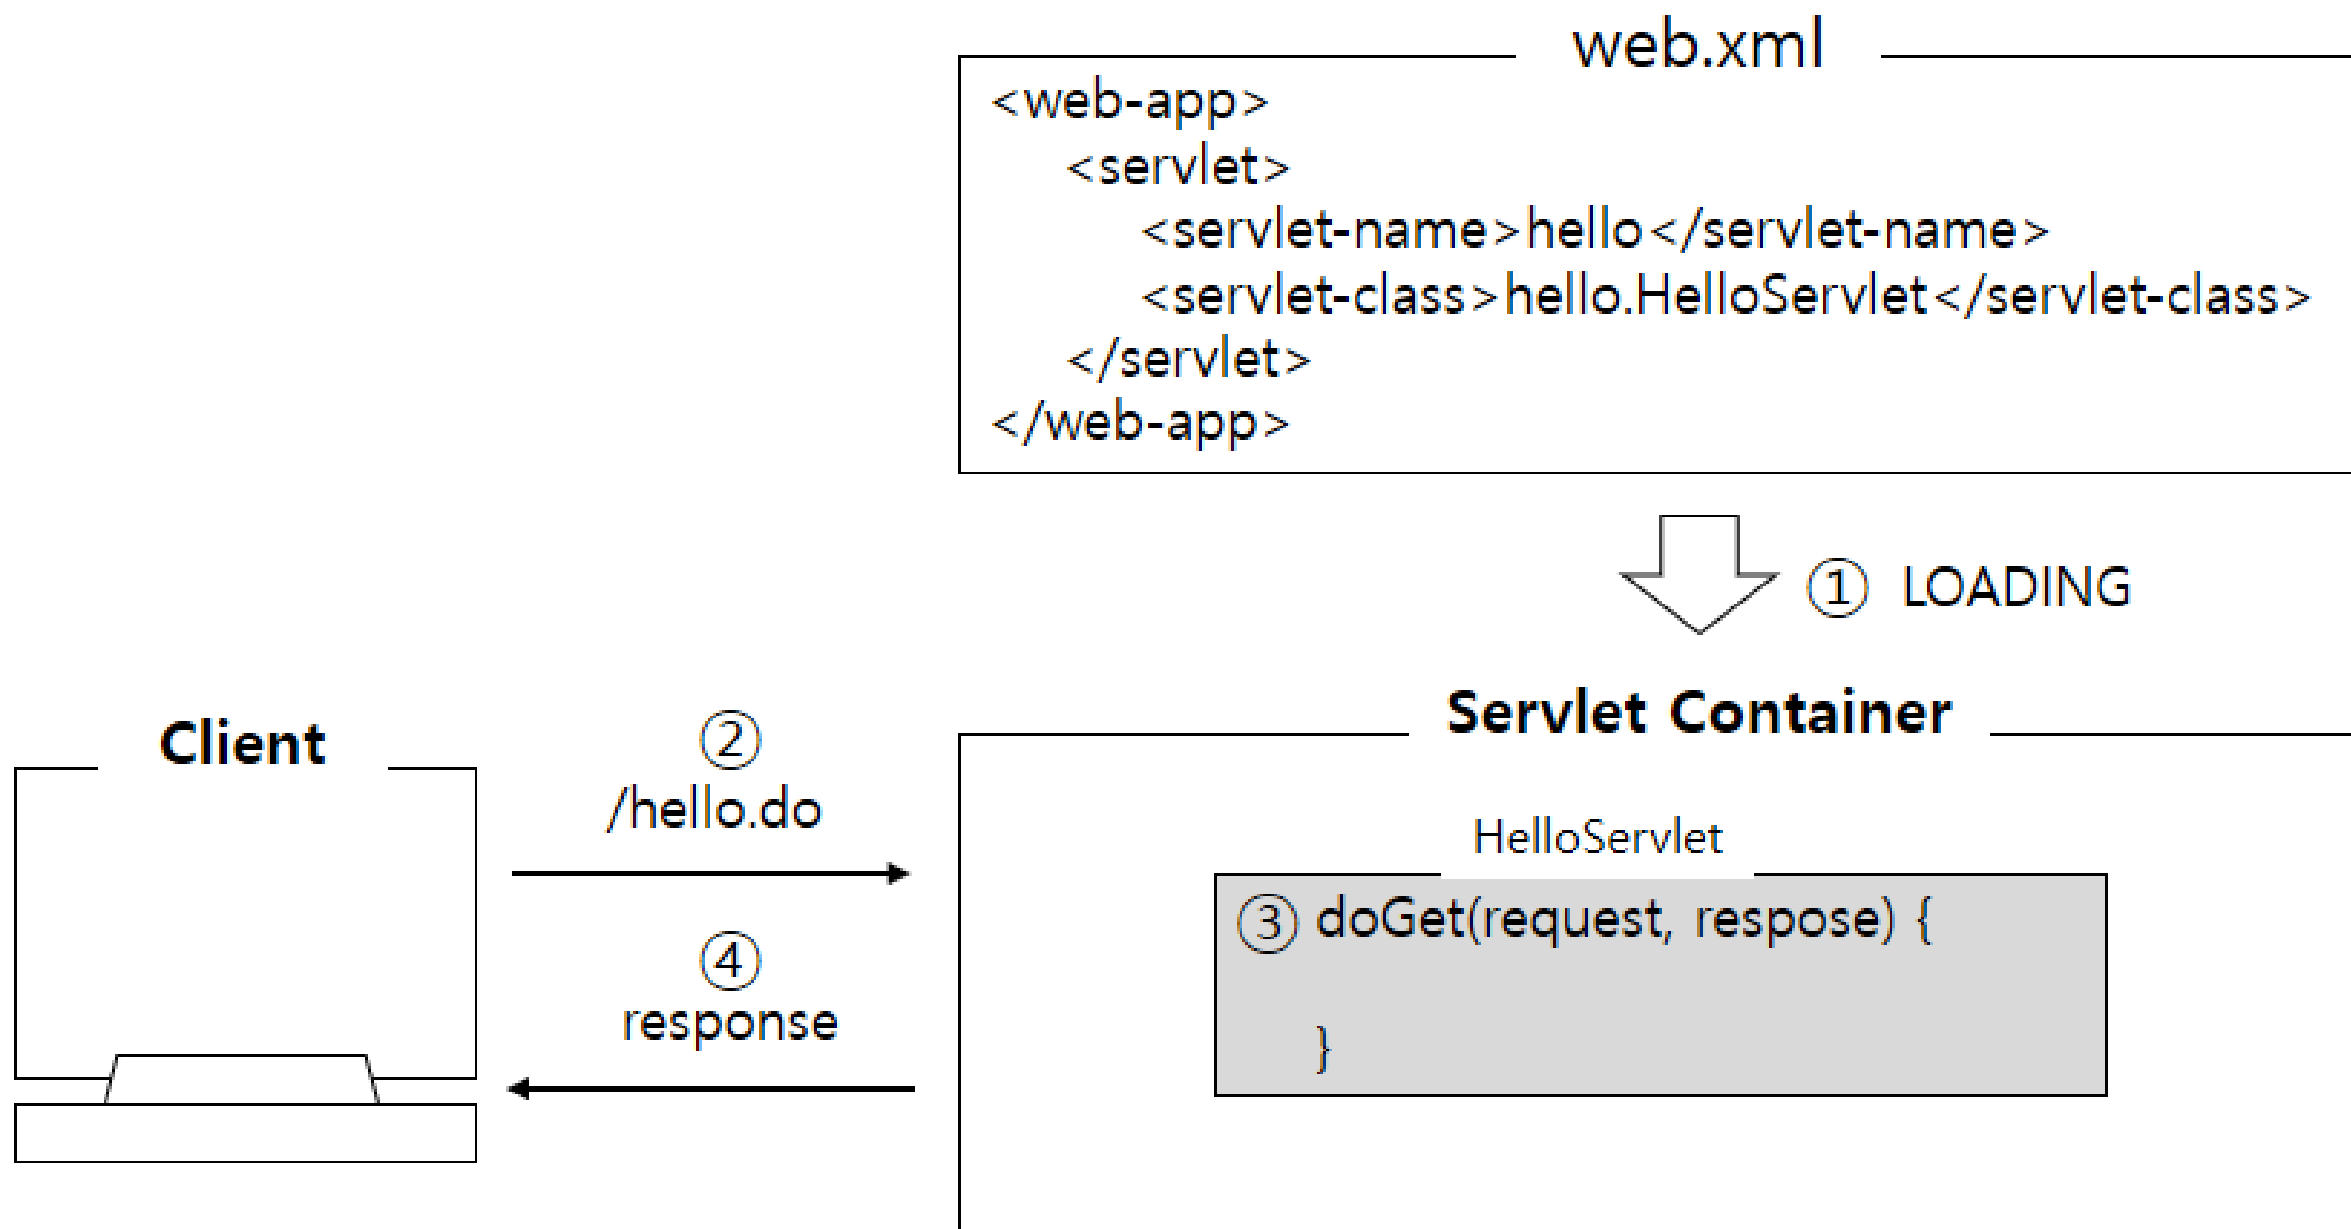 web.xml
<web-app>
<servlet>
<servlet-name>hello</servlet-name>
<servlet-class>hello.HelloServlet</servlet-class>
</servlet>
</web-app>
① LOADING
Servlet Container
Client
②
/hello.do
HelloServlet
③ doGet(request, respose) {
}
④
response